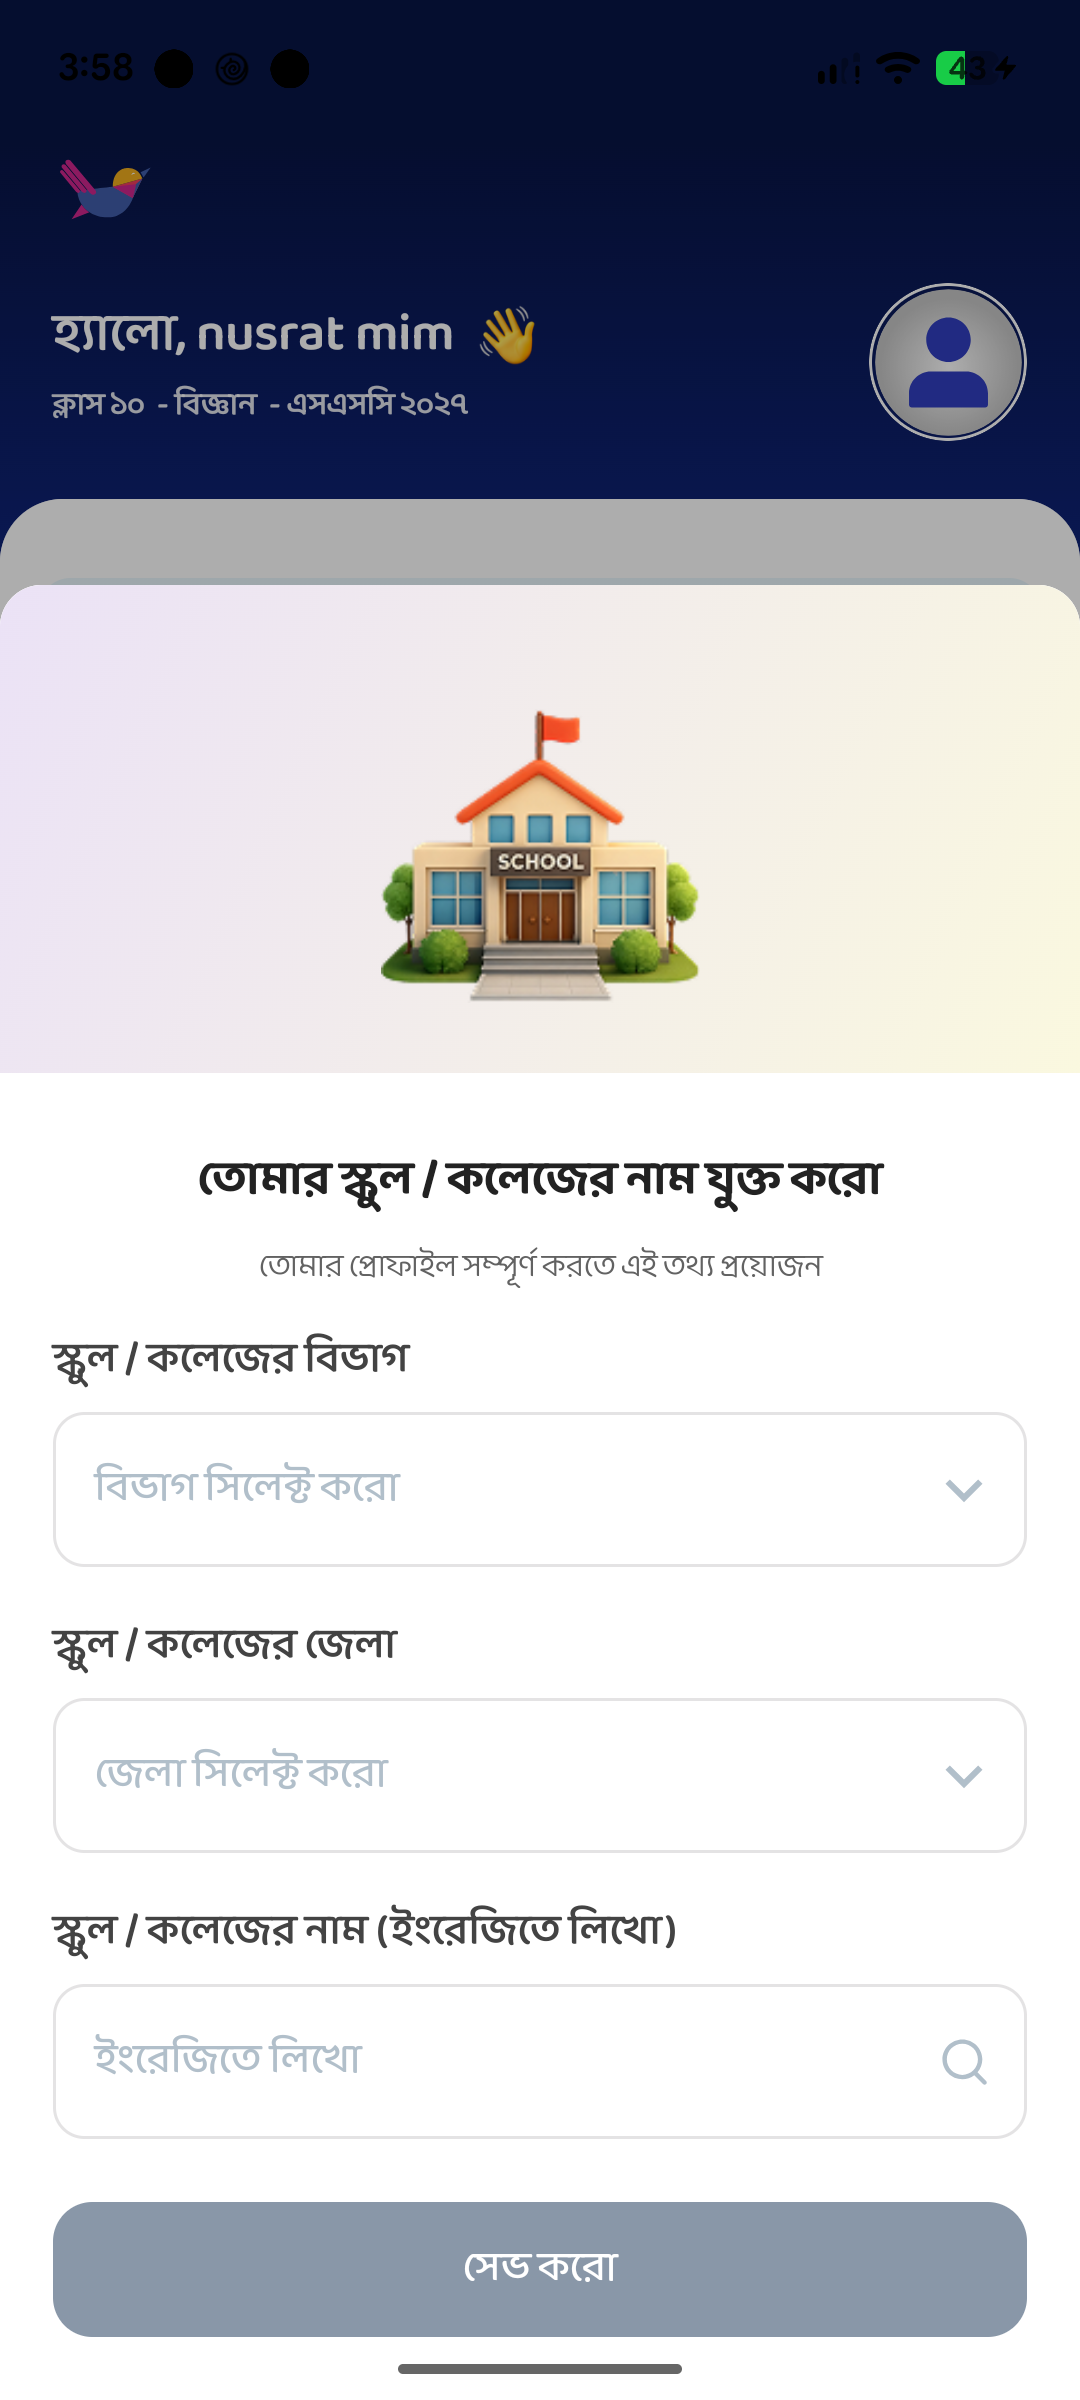 3:58
43
হ্যালো, nusrat mim 👋
ক্লাস ১০ - বিজ্ঞান - এসএসসি ২০২৭
SCHOOL
তোমার স্কুল / কলেজের নাম যুক্ত করো
তোমার প্রোফাইল সম্পূর্ণ করতে এই তথ্য প্রয়োজন
স্কুল / কলেজের বিভাগ
বিভাগ সিলেক্ট করো
স্কুল / কলেজের জেলা
জেলা সিলেক্ট করো
স্কুল / কলেজের নাম (ইংরেজিতে লিখো)
ইংরেজিতে লিখো
সেভ করো